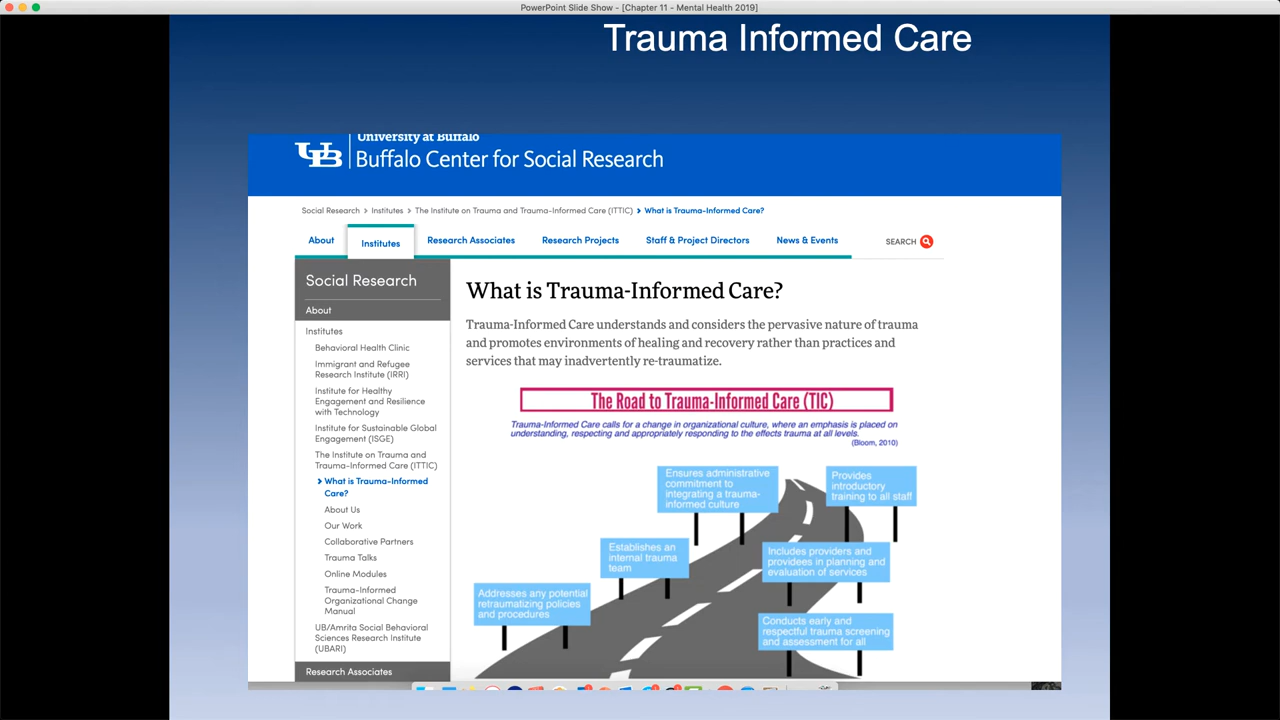 PowerPoint Slide Show - [Chapter 11 - Mental Health 2019]
Trauma Informed Care
University at Buffalo
UB
Buffalo Center for Social Research
Social Research > Institutes > The Institute on Trauma and Trauma-Informed Care (ITTIC) > What is Trauma-Informed Care?
About Institutes Research Associates Research Projects Staff & Project Directors News & Events SEARCH
Social Research
About
Institutes
Behavioral Health Clinic
Immigrant and Refugee
Research Institute (IRRI)
Institute for Healthy
Engagement and Resilience
with Technology
Institute for Sustainable Global
Engagement (ISGE)
The Institute on Trauma and
Trauma-Informed Care (ITTIC)
> What is Trauma-Informed
Care?
About Us
Our Work
Collaborative Partners
Trauma Talks
Online Modules
Trauma-Informed
Organizational Change
Manual
UB/Amrita Social Behavioral
Sciences Research Institute
(UBARI)
Research Associates
What is Trauma-Informed Care?
Trauma-Informed Care understands and considers the pervasive nature of trauma
and promotes environments of healing and recovery rather than practices and
services that may inadvertently re-traumatize.
The Road to Trauma-Informed Care (TIC)
Trauma-Informed Care calls for a change in organizational culture, where an emphasis is placed on
understanding, respecting and appropriately responding to the effects trauma at all levels.
(Bloom, 2010)
Ensures administrative
commitment to
integrating a trauma-
informed culture
Provides
introductory
training to all staff
Establishes an
internal trauma
team
Includes providers and
providees in planning and
evaluation of services
Addresses any potential
retraumatizing policies
and procedures
Conducts early and
respectful trauma screening
and assessment for all